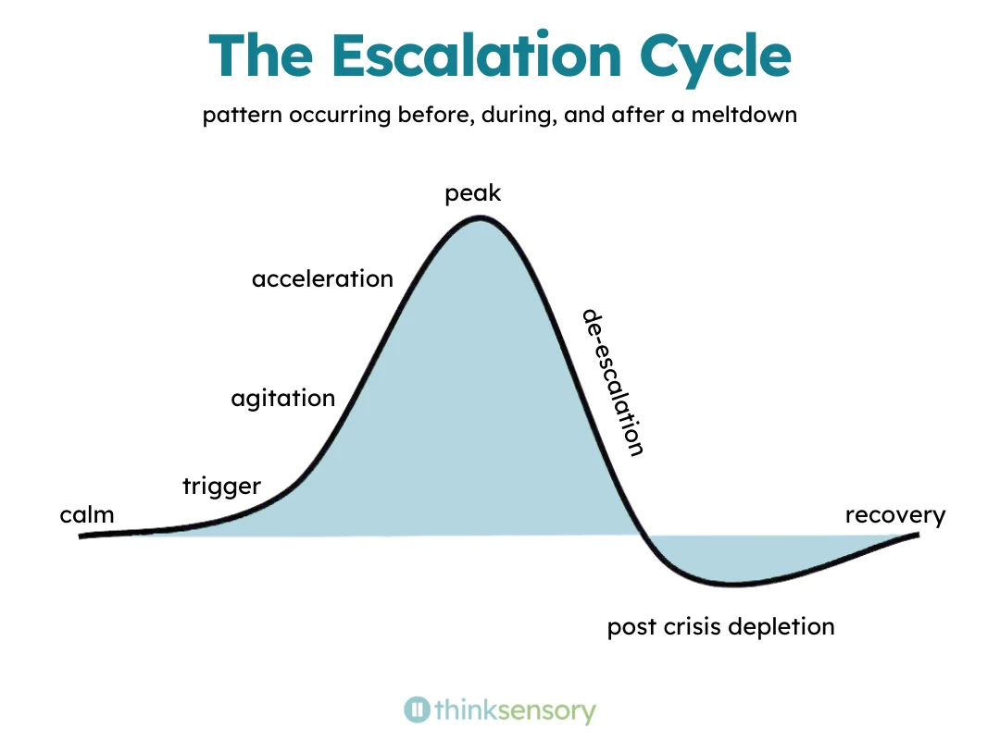 The Escalation Cycle
pattern occurring before, during, and after a meltdown
peak
acceleration
de-escalation
agitation
trigger
calm
recovery
post crisis depletion
thinksensory